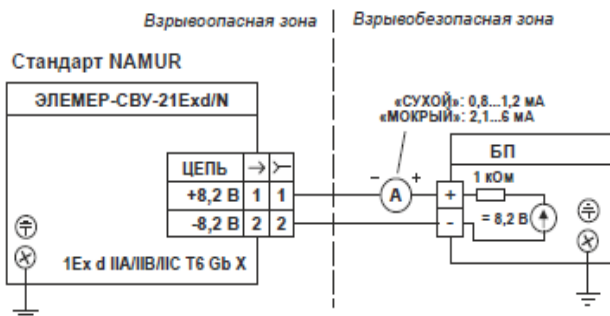 Взрывоопасная зона
Взрывобезопасная зона
Стандарт NAMUR
ЭЛЕМЕР-СВУ-21Exd/N
«СУХОЙ»: 0,8...1,2 мА
«МОКРЫЙ»: 2,1...6 мА
БП
ЦЕПЬ
+8,2 В 1 1
-8,2 В 2 2
− А +
+
-
1 кОм
= 8,2 В
1Ex d IIA/IIB/IIC T6 Gb X